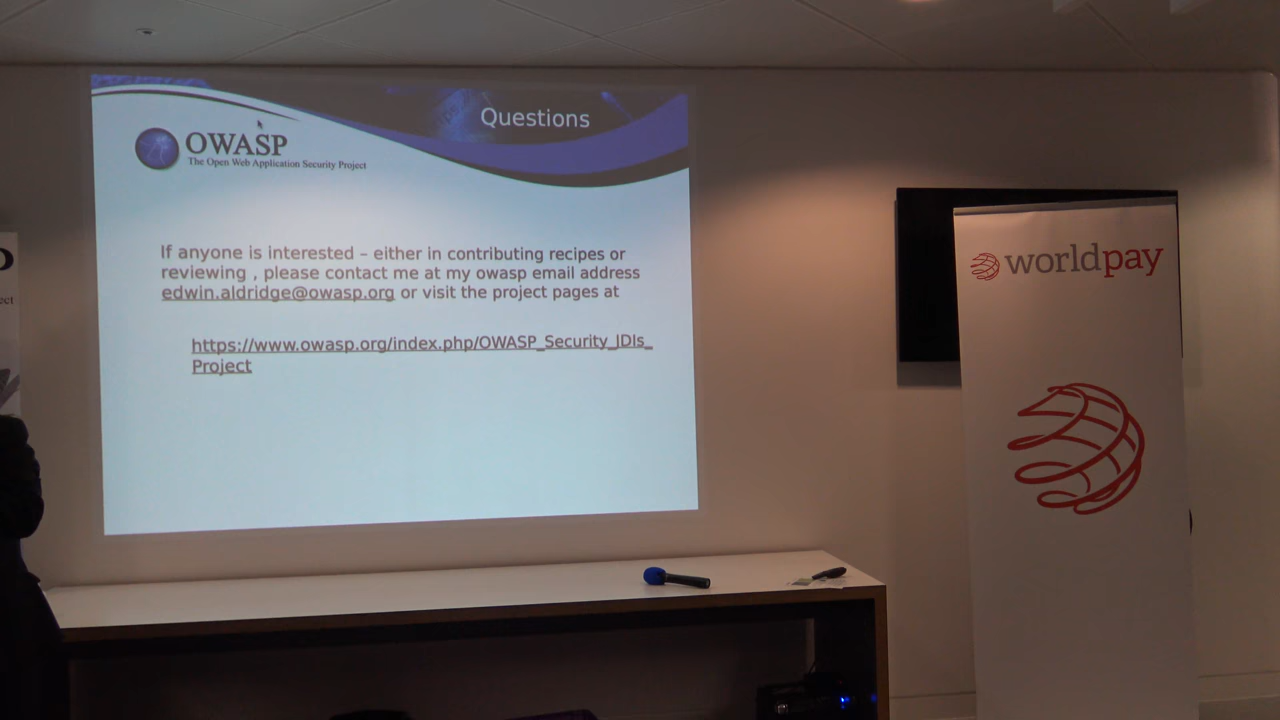 Questions
OWASP
The Open Web Application Security Project
If anyone is interested – either in contributing recipes or
reviewing , please contact me at my owasp email address
edwin.aldridge@owasp.org or visit the project pages at
https://www.owasp.org/index.php/OWASP_Security_JDIs_
Project
worldpay